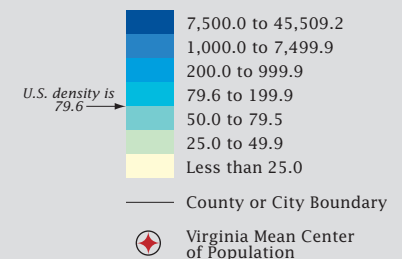 7,500.0 to 45,509.2
1,000.0 to 7,499.9
200.0 to 999.9
U.S. density is
79.6
79.6 to 199.9
50.0 to 79.5
25.0 to 49.9
Less than 25.0
County or City Boundary
Virginia Mean Center
of Population